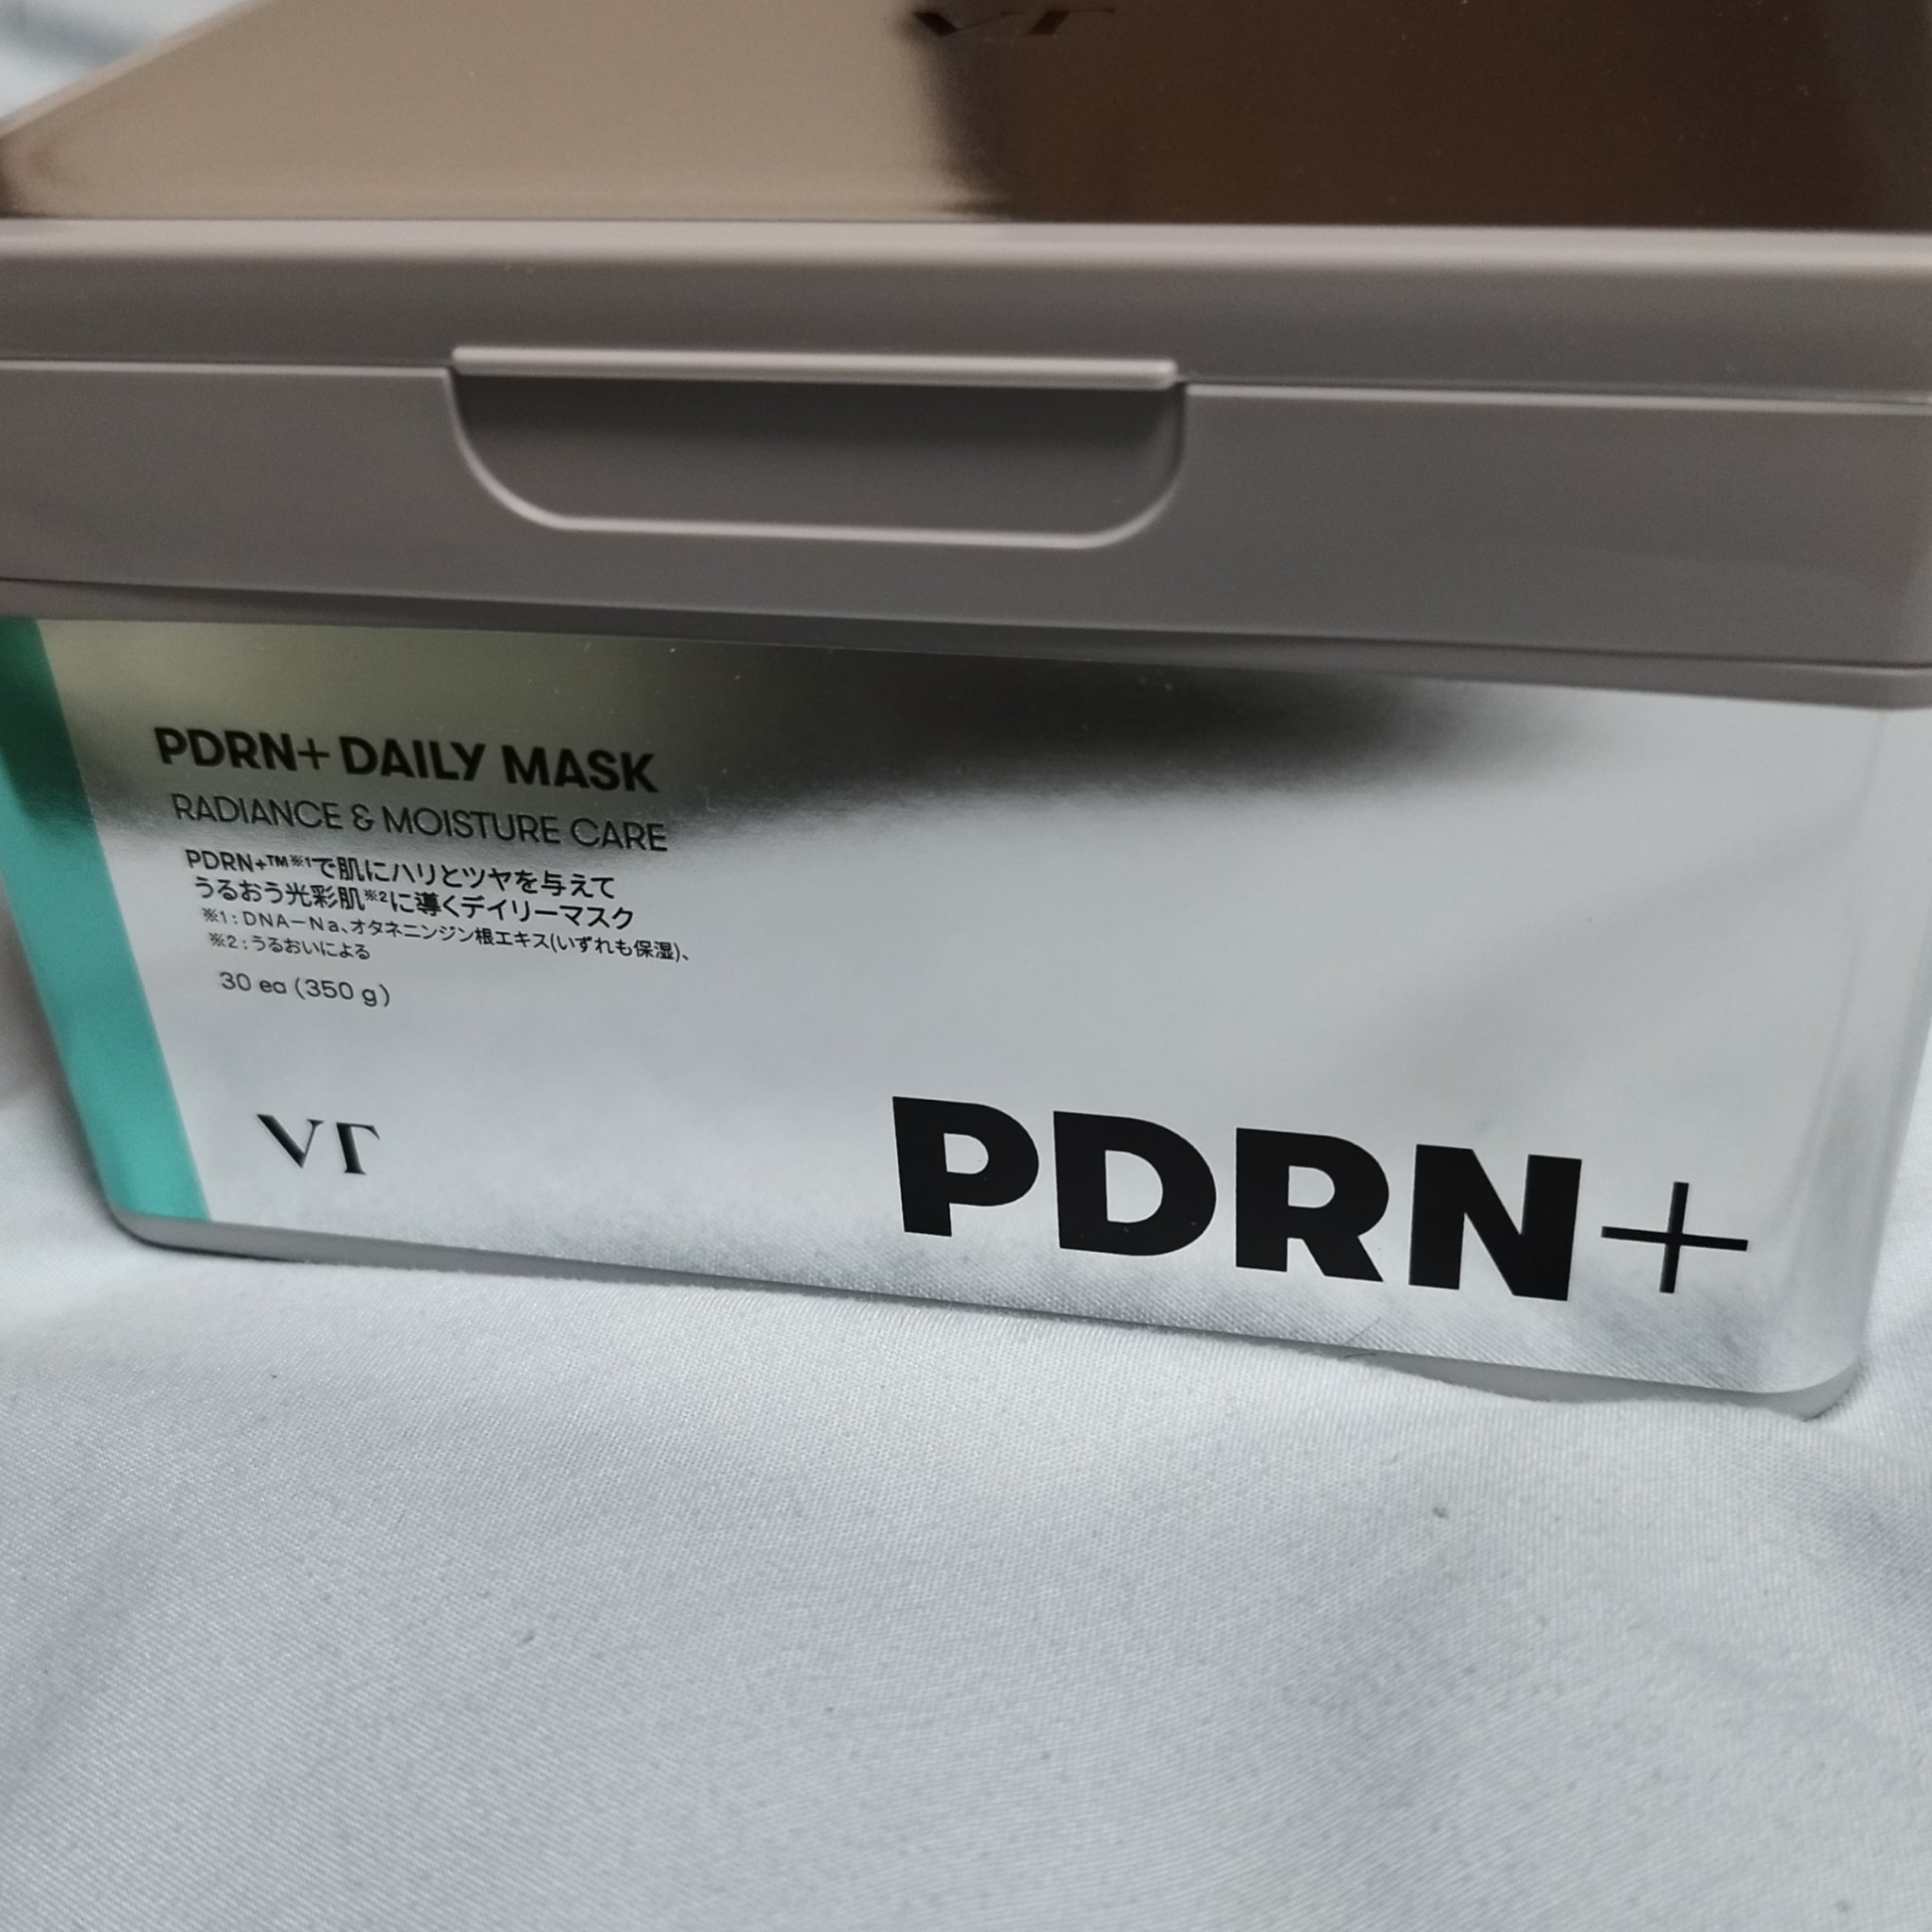 VT
PDRN+ DAILY MASK
RADIANCE & MOISTURE CARE
PDRN+™※1で肌にハリとツヤを与えて
うるおう光彩肌※2に導くデイリーマスク
※1：DNA－Na、オタネニンジン根エキス(いずれも保湿)、
※2：うるおいによる
30 ea (350 g)
VT
PDRN+